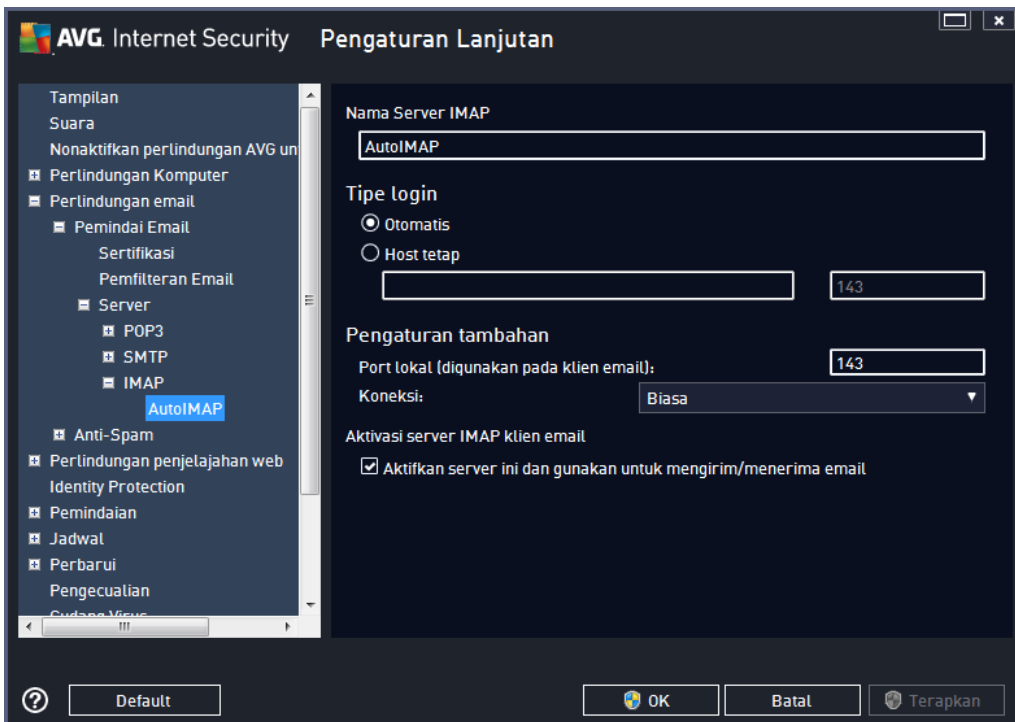 AVG. Internet Security Pengaturan Lanjutan
Tampilan
Suara
Nonaktifkan perlindungan AVG un
Perlindungan Komputer
Perlindungan email
Pemindai Email
Sertifikasi
Pemfilteran Email
Server
POP3
SMTP
IMAP
AutoIMAP
Anti-Spam
Perlindungan penjelajahan web
Identity Protection
Pemindaian
Jadwal
Perbarui
Pengecualian
Gudang Virus
Nama Server IMAP
AutoIMAP
Tipe login
Otomatis
Host tetap
143
Pengaturan tambahan
Port lokal (digunakan pada klien email): 143
Koneksi: Biasa
Aktivasi server IMAP klien email
Aktifkan server ini dan gunakan untuk mengirim/menerima email
Default
OK
Batal
Terapkan